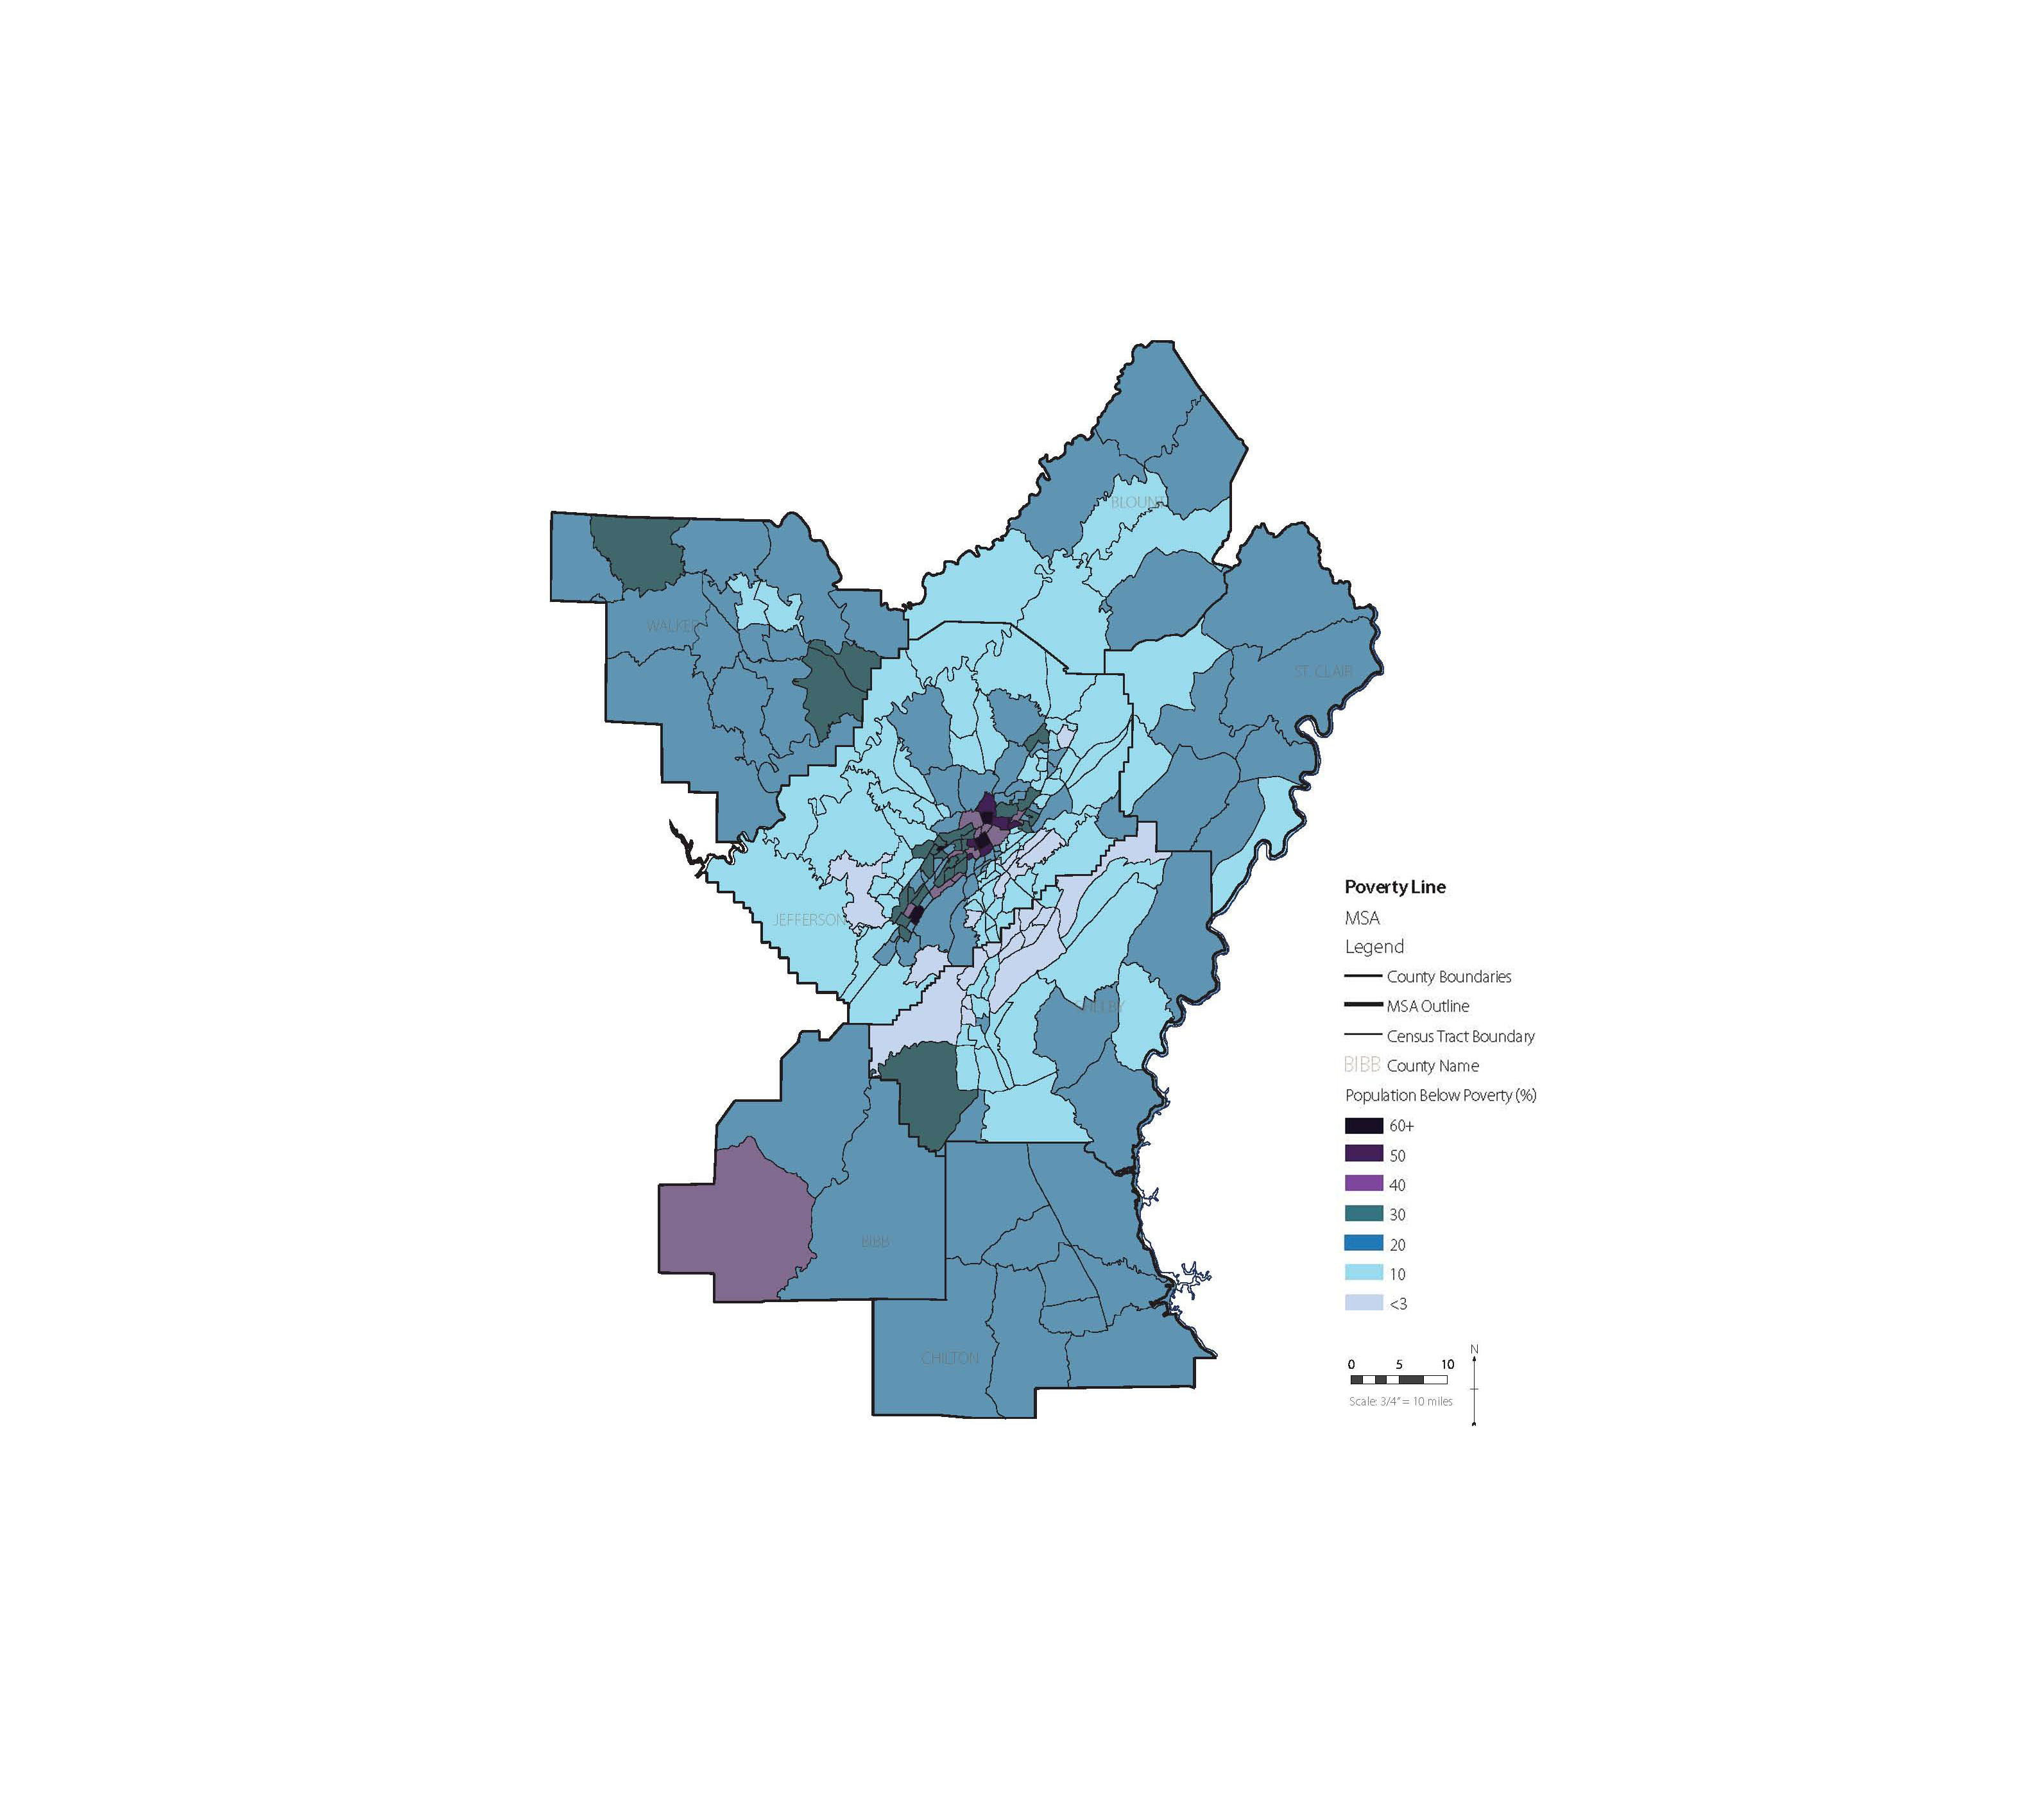 BLOUNT
WALKER
ST. CLAIR
JEFFERSON
BIBB
CHILTON
Poverty Line
MSA
Legend
County Boundaries
MSA Outline
Census Tract Boundary
BIBB County Name
Population Below Poverty (%)
60+
50
40
30
20
10
<3
0 5 10
N
Scale: 3/4" = 10 miles